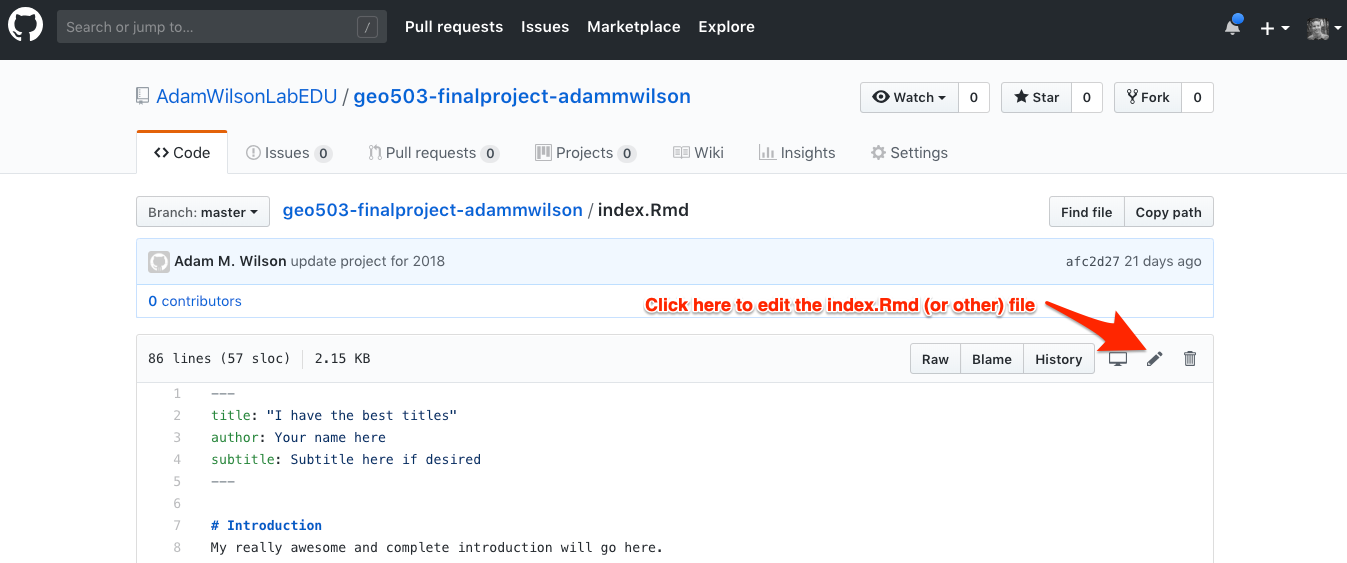 Search or jump to... / Pull requests Issues Marketplace Explore
AdamWilsonLabEDU / geo503-finalproject-adammwilson Watch 0 Star 0 Fork 0
Code Issues 0 Pull requests 0 Projects 0 Wiki Insights Settings
Branch: master geo503-finalproject-adammwilson / index.Rmd Find file Copy path
Adam M. Wilson update project for 2018 afc2d27 21 days ago
0 contributors
Click here to edit the index.Rmd (or other) file
86 lines (57 sloc) 2.15 KB Raw Blame History
1 ---
2 title: "I have the best titles"
3 author: Your name here
4 subtitle: Subtitle here if desired
5 ---
6
7 # Introduction
8 My really awesome and complete introduction will go here.